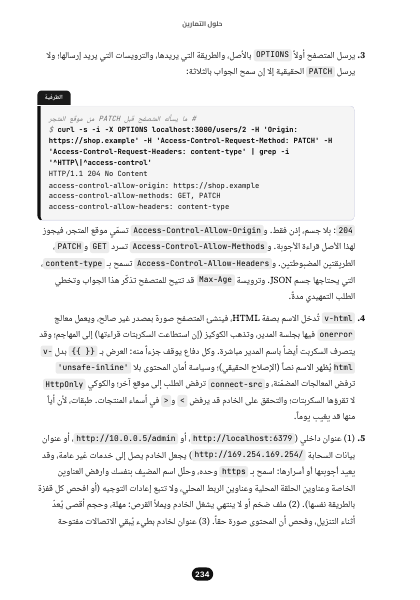 حلول التمارين
3. يرسل المتصفح أولاً OPTIONS بالأصل، والطريقة التي يريدها، والترويسات التي يريد إرسالها؛ ولا
يرسل PATCH الحقيقية إلا إن سمح الجواب بالثلاثة:
الطرفية
# ما يسأله المتصفح قبل PATCH من موقع المتجر
$ curl -s -i -X OPTIONS localhost:3000/users/2 -H 'Origin:
https://shop.example' -H 'Access-Control-Request-Method: PATCH' -H
'Access-Control-Request-Headers: content-type' | grep -i
'^HTTP\|^access-control'
HTTP/1.1 204 No Content
access-control-allow-origin: https://shop.example
access-control-allow-methods: GET, PATCH
access-control-allow-headers: content-type
204 : بلا جسم، إذن فقط. و Access-Control-Allow-Origin تسمّي موقع المتجر، فيجوز
لهذا الأصل قراءة الأجوبة. و Access-Control-Allow-Methods تسرد GET و PATCH ،
الطريقتين المضبوطتين. و Access-Control-Allow-Headers تسمح بـ content-type ،
التي يحتاجها جسم JSON. وترويسة Max-Age قد تتيح للمتصفح تذكّر هذا الجواب وتخطي
الطلب التمهيدي مدةً.
4. v-html تُدخل الاسم بصفة HTML، فينشئ المتصفح صورة بمصدر غير صالح، ويعمل معالج
onerror فيها بجلسة المدير، وتذهب الكوكيز (إن استطاعت السكربتات قراءتها) إلى المهاجم؛ وقد
يتصرف السكربت أيضاً باسم المدير مباشرة. وكل دفاع يوقف جزءاً منه: العرض بـ {{ }} بدل v-
html يُظهر الاسم نصاً (الإصلاح الحقيقي)؛ وسياسة أمان المحتوى بلا 'unsafe-inline'
ترفض المعالجات المضمّنة، و connect-src ترفض الطلب إلى موقع آخر؛ والكوكي HttpOnly
لا تقرؤها السكربتات؛ والتحقق على الخادم قد يرفض > و < في أسماء المنتجات. طبقات، لأن أياً
منها قد يغيب يوماً.
5. (1) عنوان داخلي ( http://localhost:6379 ، أو http://10.0.0.5/admin ، أو عنوان
بيانات السحابة http://169.254.169.254/ ) يجعل الخادم يصل إلى خدمات غير عامة، وقد
يعيد أجوبتها أو أسرارها: اسمح بـ https وحده، وحلل اسم المضيف بنفسك وارفض العناوين
الخاصة وعناوين الحلقة المحلية وعناوين الربط المحلي، ولا تتبع إعادات التوجيه (أو افحص كل قفزة
بالطريقة نفسها). (2) ملف ضخم أو لا ينتهي يشغل الخادم ويملأ القرص: مهلة، وحجم أقصى يُعدّ
أثناء التنزيل، وفحص أن المحتوى صورة حقاً. (3) عنوان لخادم بطيء يُبقي الاتصالات مفتوحة
234